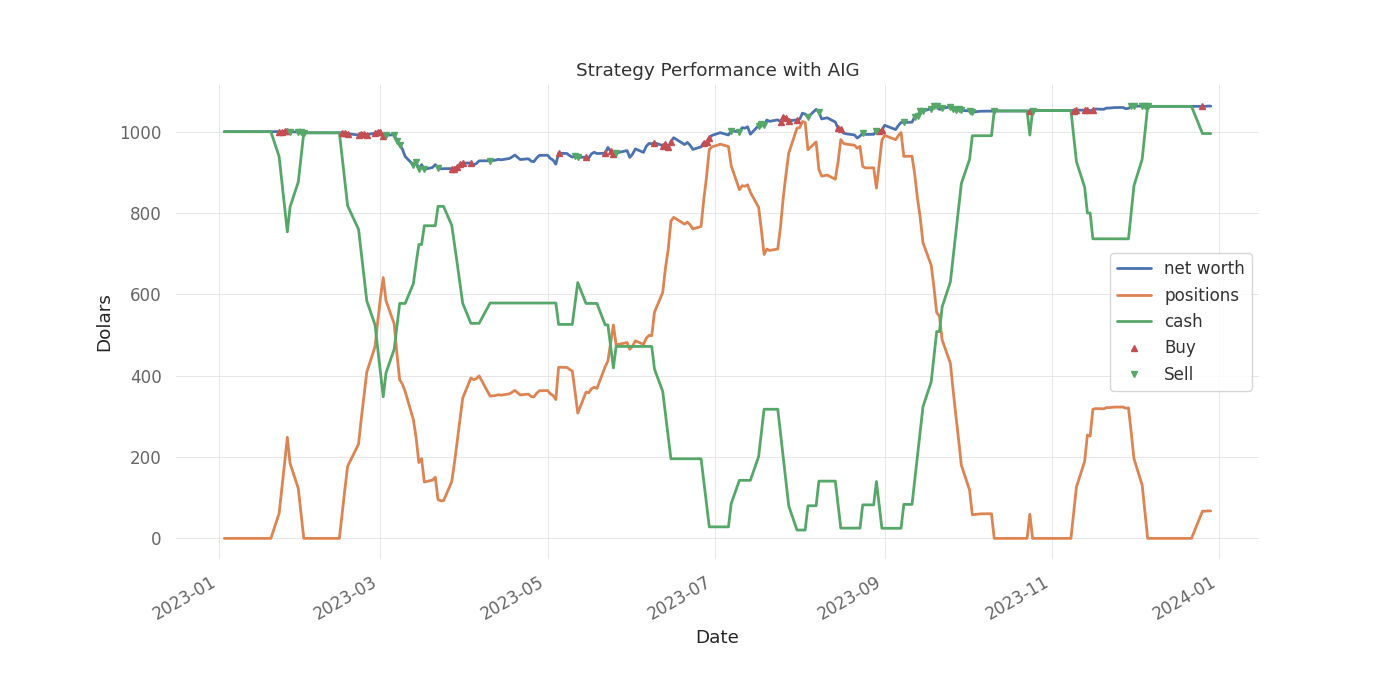 Strategy Performance with AIG
1000
800
600
400
200
0
Dolars
net worth
positions
cash
Buy
Sell
2023-01
2023-03
2023-05
2023-07
2023-09
2023-11
2024-01
Date